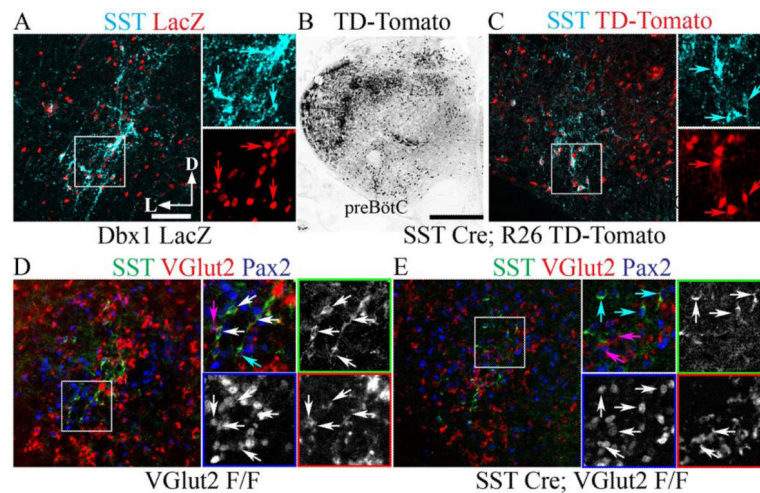 A SST LacZ B TD-Tomato C SST TD-Tomato
D
L
preBötC
Dbx1 LacZ SST Cre; R26 TD-Tomato
D SST VGlut2 Pax2 E SST VGlut2 Pax2
VGlut2 F/F SST Cre; VGlut2 F/F